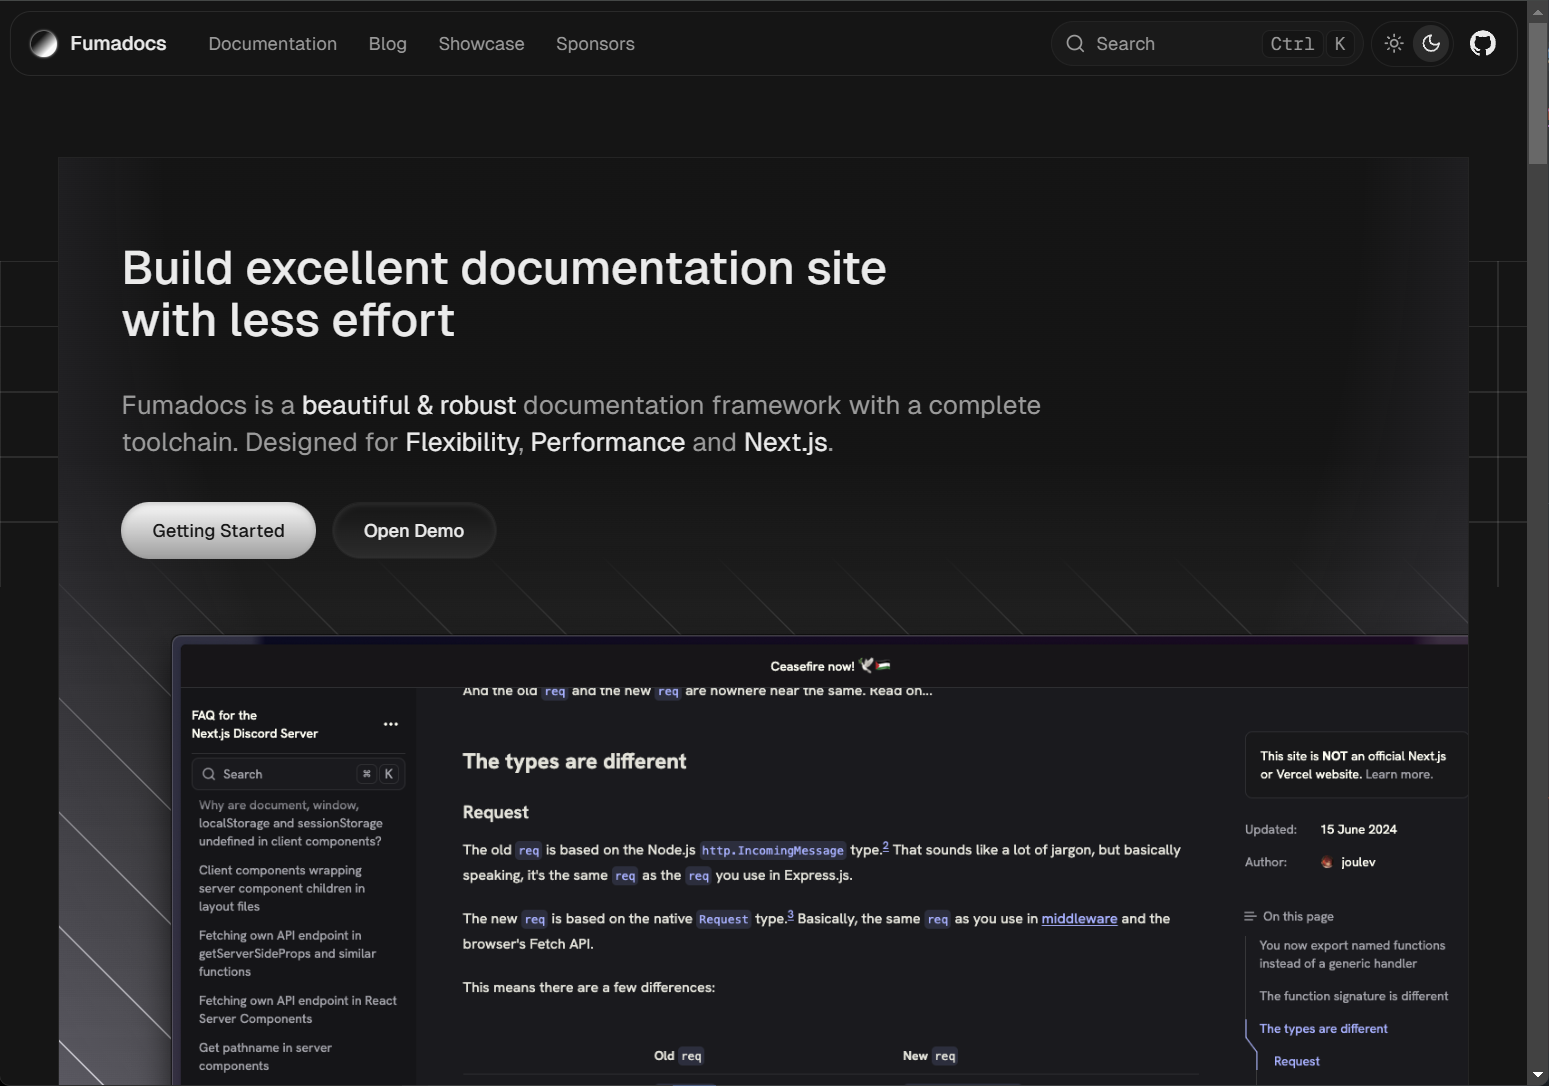 Fumadocs
Documentation
Blog
Showcase
Sponsors
Search
Ctrl K
Build excellent documentation site
with less effort
Fumadocs is a beautiful & robust documentation framework with a complete
toolchain. Designed for Flexibility, Performance and Next.js.
Getting Started
Open Demo
Ceasefire now! 🕊️🇵🇸
FAQ for the
Next.js Discord Server
Search
⌘ K
Why are document, window,
localStorage and sessionStorage
undefined in client components?
Client components wrapping
server component children in
layout files
Fetching own API endpoint in
getServerSideProps and similar
functions
Fetching own API endpoint in React
Server Components
Get pathname in server
components
And the old req and the new req are nowhere near the same. Read on...
The types are different
Request
The old req is based on the Node.js http.IncomingMessage type.2 That sounds like a lot of jargon, but basically
speaking, it's the same req as the req you use in Express.js.
The new req is based on the native Request type.3 Basically, the same req as you use in middleware and the
browser's Fetch API.
This means there are a few differences:
Old req
New req
This site is NOT an official Next.js
or Vercel website. Learn more.
Updated: 15 June 2024
Author: joulev
On this page
You now export named functions
instead of a generic handler
The function signature is different
The types are different
Request